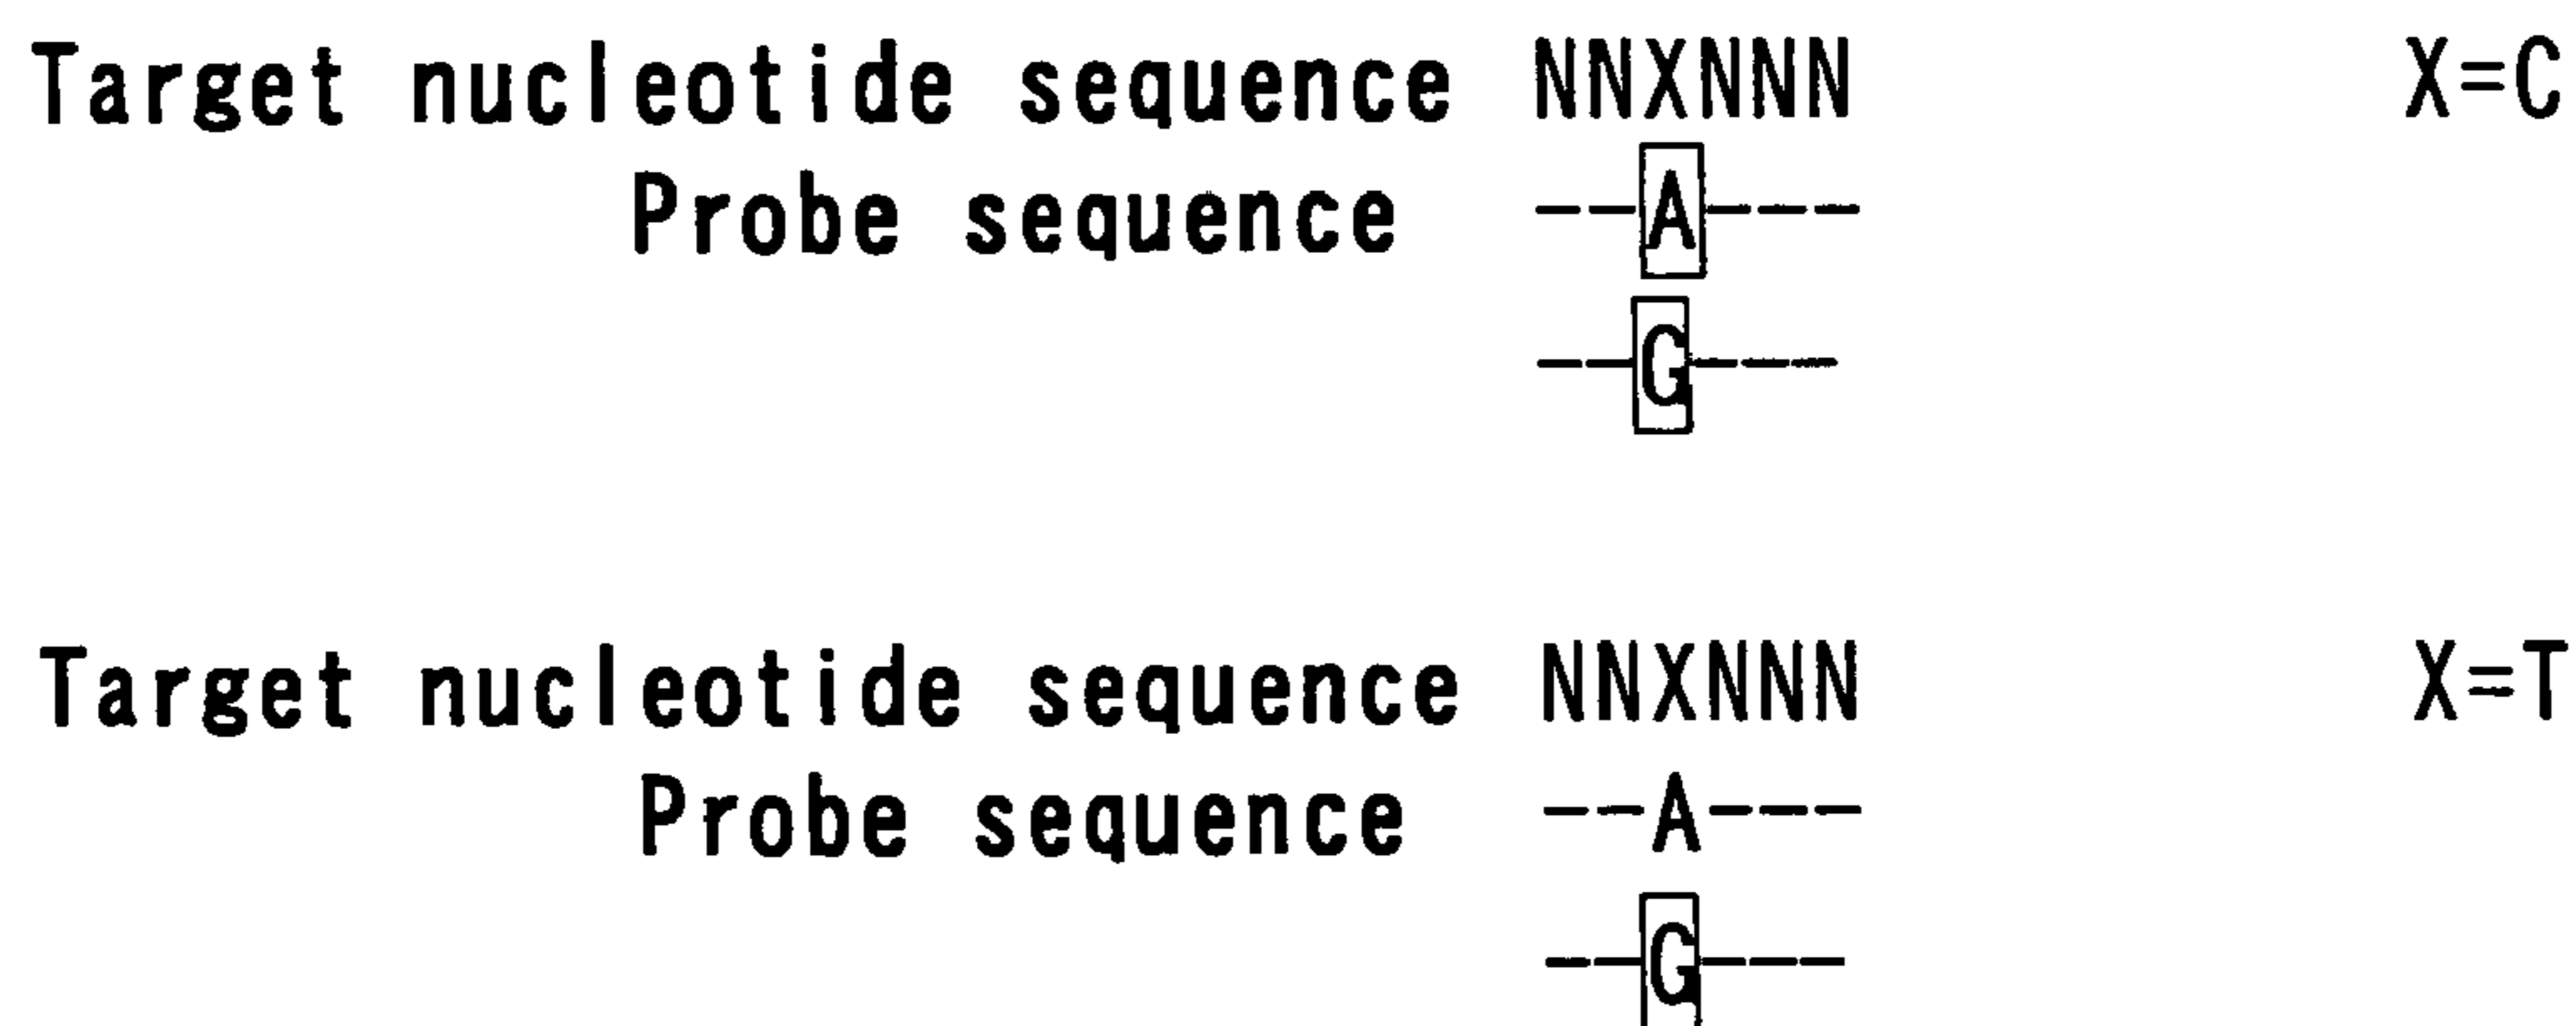 Target nucleotide sequence NNXNNN X=C
Probe sequence --A---
--G---
Target nucleotide sequence NNXNNN X=T
Probe sequence --A---
--G---